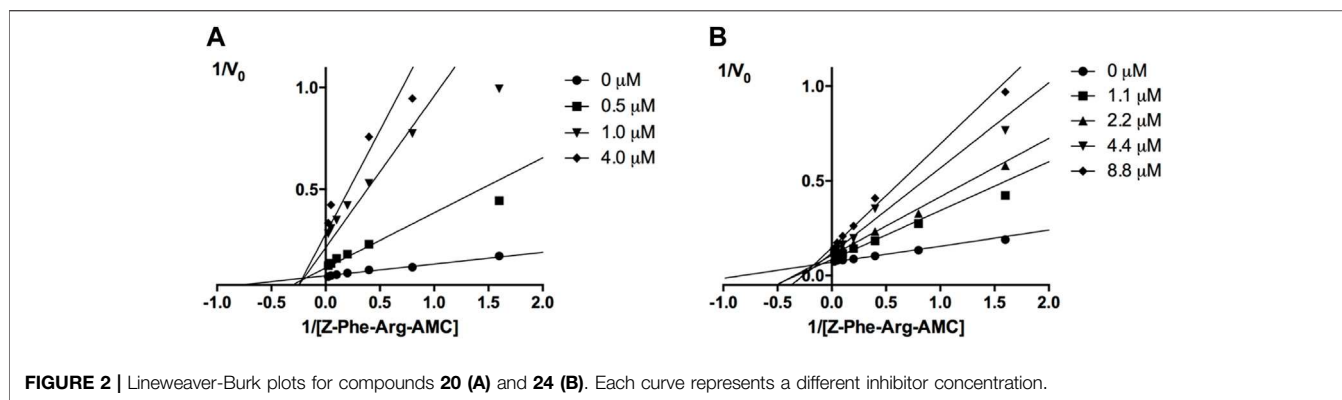 A
1/V0
1.0
0.5
-1.0 -0.5 0.0 0.5 1.0 1.5 2.0
1/[Z-Phe-Arg-AMC]
0 μM
0.5 μM
1.0 μM
4.0 μM
B
1/V0
1.0
0.5
0.0
-1.0 -0.5 0.0 0.5 1.0 1.5 2.0
1/[Z-Phe-Arg-AMC]
0 μM
1.1 μM
2.2 μM
4.4 μM
8.8 μM
FIGURE 2 | Lineweaver-Burk plots for compounds 20 (A) and 24 (B). Each curve represents a different inhibitor concentration.